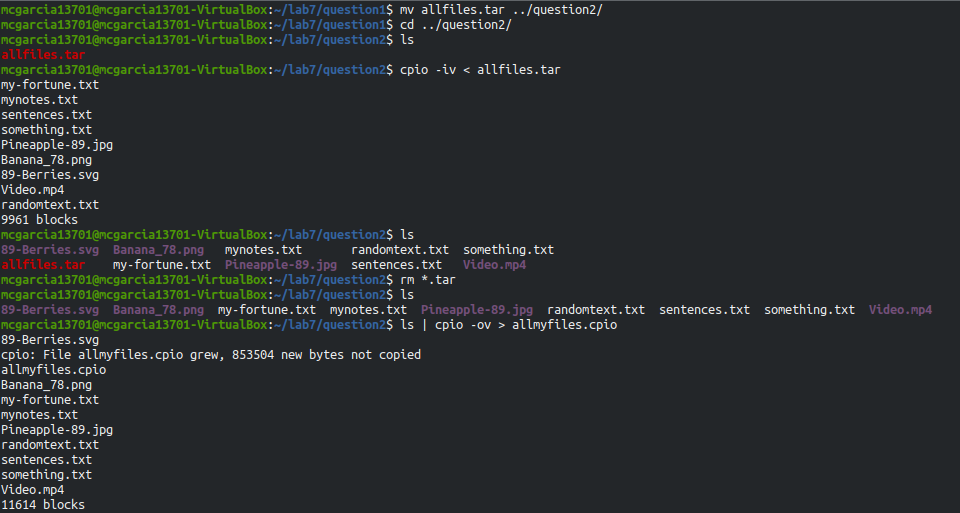 mcgarcia13701@mcgarcia13701-VirtualBox:~/lab7/question1$ mv allfiles.tar ../question2/
mcgarcia13701@mcgarcia13701-VirtualBox:~/lab7/question1$ cd ../question2/
mcgarcia13701@mcgarcia13701-VirtualBox:~/lab7/question2$ ls
allfiles.tar
mcgarcia13701@mcgarcia13701-VirtualBox:~/lab7/question2$ cpio -iv < allfiles.tar
my-fortune.txt
mynotes.txt
sentences.txt
something.txt
Pineapple-89.jpg
Banana_78.png
89-Berries.svg
Video.mp4
randomtext.txt
9961 blocks
mcgarcia13701@mcgarcia13701-VirtualBox:~/lab7/question2$ ls
89-Berries.svg  Banana_78.png   mynotes.txt       randomtext.txt  something.txt
allfiles.tar    my-fortune.txt  Pineapple-89.jpg  sentences.txt   Video.mp4
mcgarcia13701@mcgarcia13701-VirtualBox:~/lab7/question2$ rm *.tar
mcgarcia13701@mcgarcia13701-VirtualBox:~/lab7/question2$ ls
89-Berries.svg  Banana_78.png  my-fortune.txt  mynotes.txt  Pineapple-89.jpg  randomtext.txt  sentences.txt  something.txt  Video.mp4
mcgarcia13701@mcgarcia13701-VirtualBox:~/lab7/question2$ ls | cpio -ov > allmyfiles.cpio
89-Berries.svg
cpio: File allmyfiles.cpio grew, 853504 new bytes not copied
allmyfiles.cpio
Banana_78.png
my-fortune.txt
mynotes.txt
Pineapple-89.jpg
randomtext.txt
sentences.txt
something.txt
Video.mp4
11614 blocks